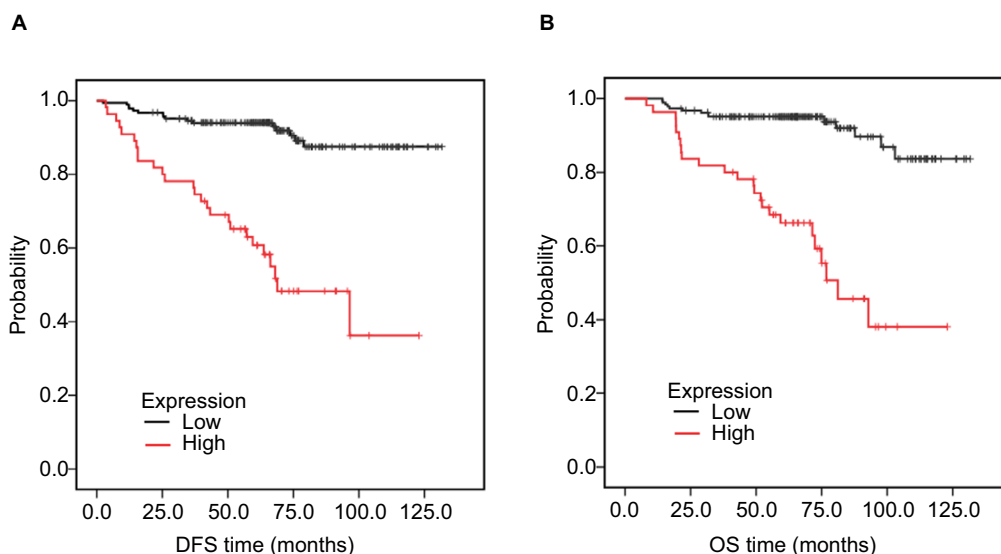 A
Probability
1.0
0.8
0.6
0.4
0.2
0.0
Expression
Low
High
0.0 25.0 50.0 75.0 100.0 125.0
DFS time (months)
B
Probability
1.0
0.8
0.6
0.4
0.2
0.0
Expression
Low
High
0.0 25.0 50.0 75.0 100.0 125.0
OS time (months)